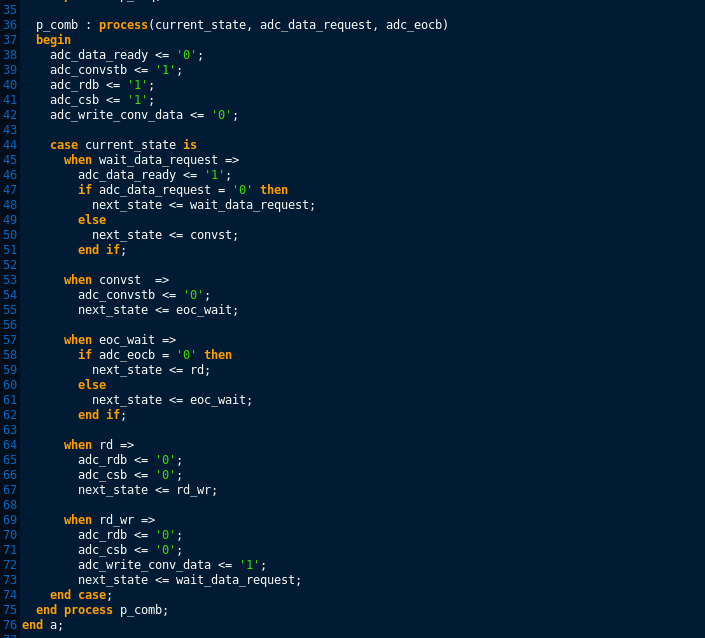 35
36   p_comb : process(current_state, adc_data_request, adc_eocb)
37   begin
38     adc_data_ready <= '0';
39     adc_convstb <= '1';
40     adc_rdb <= '1';
41     adc_csb <= '1';
42     adc_write_conv_data <= '0';
43
44     case current_state is
45       when wait_data_request =>
46         adc_data_ready <= '1';
47         if adc_data_request = '0' then
48           next_state <= wait_data_request;
49         else
50           next_state <= convst;
51         end if;
52
53       when convst  =>
54         adc_convstb <= '0';
55         next_state <= eoc_wait;
56
57       when eoc_wait =>
58         if adc_eocb = '0' then
59           next_state <= rd;
60         else
61           next_state <= eoc_wait;
62         end if;
63
64       when rd =>
65         adc_rdb <= '0';
66         adc_csb <= '0';
67         next_state <= rd_wr;
68
69       when rd_wr =>
70         adc_rdb <= '0';
71         adc_csb <= '0';
72         adc_write_conv_data <= '1';
73         next_state <= wait_data_request;
74     end case;
75   end process p_comb;
76 end a;